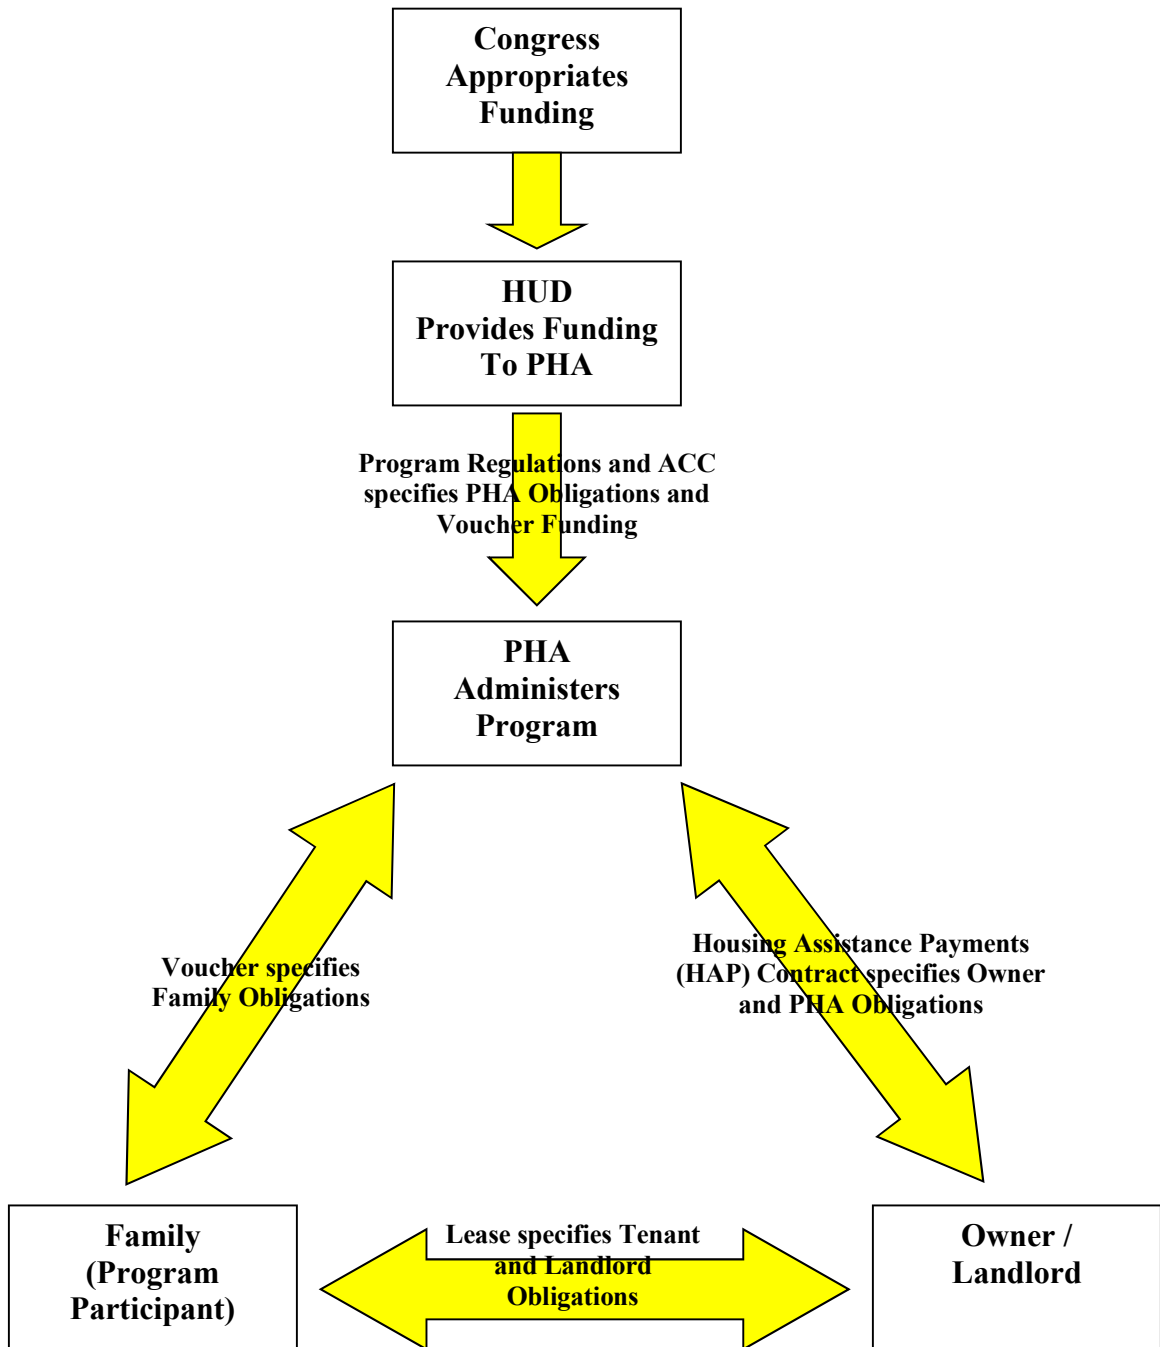 Congress
Appropriates
Funding
HUD
Provides Funding
To PHA
Program Regulations and ACC
specifies PHA Obligations and
Voucher Funding
PHA
Administers
Program
Voucher specifies
Family Obligations
Housing Assistance Payments
(HAP) Contract specifies Owner
and PHA Obligations
Family
(Program
Participant)
Lease specifies Tenant
and Landlord
Obligations
Owner /
Landlord